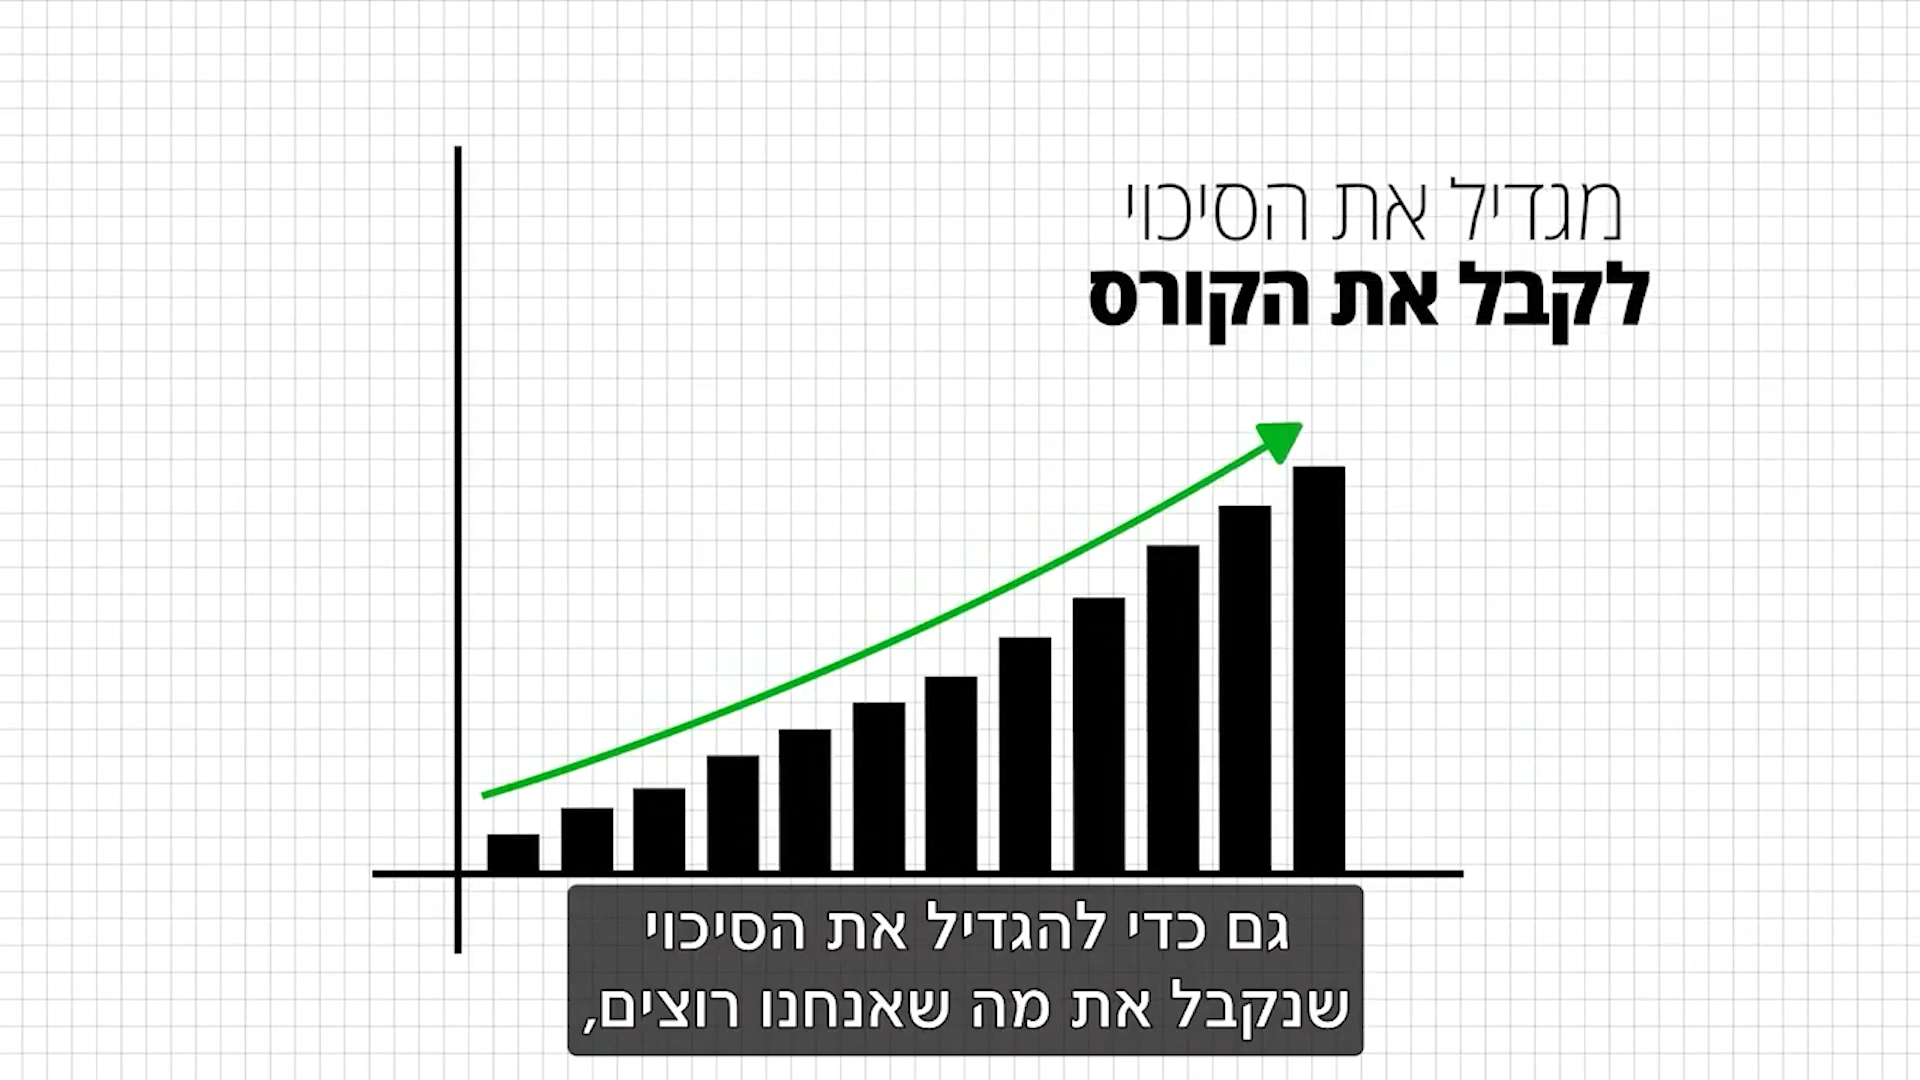 מגדיל את הסיכוי
לקבל את הקורס
גם כדי להגדיל את הסיכוי
שנקבל את מה שאנחנו רוצים,